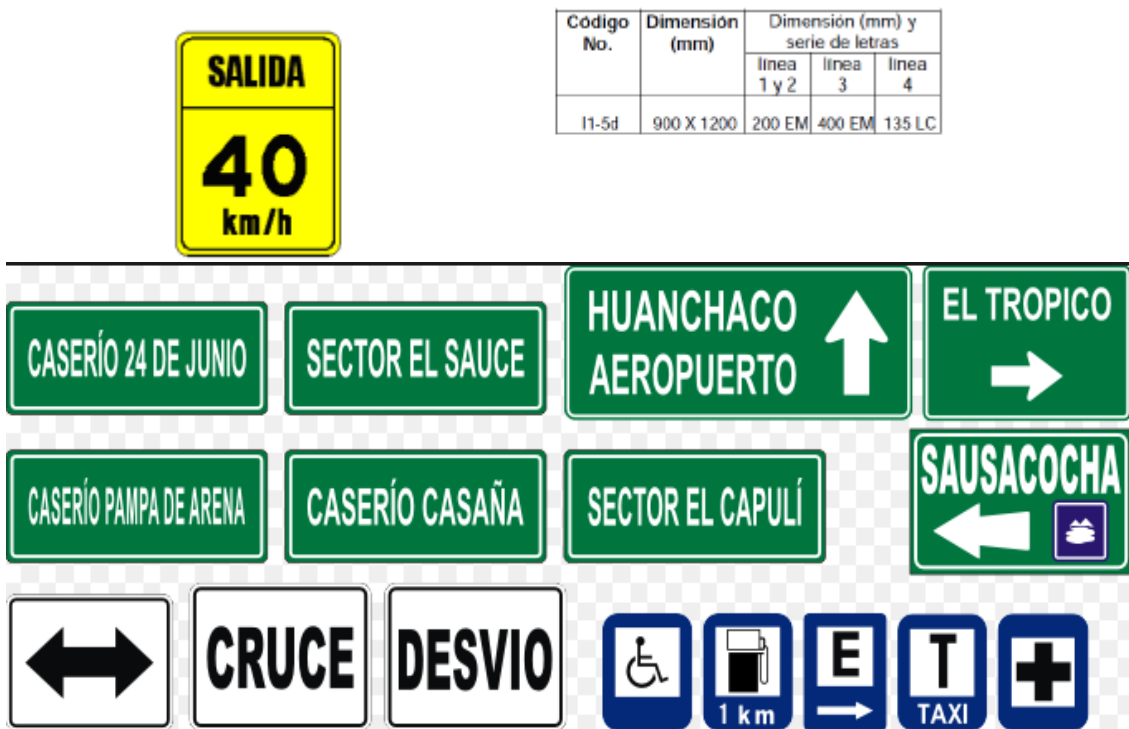 SALIDA
40
km/h
Código No.
Dimensión (mm)
Dimensión (mm) y serie de letras
línea 1 y 2
línea 3
línea 4
I1-5d
900 X 1200
200 EM
400 EM
135 LC
CASERÍO 24 DE JUNIO
SECTOR EL SAUCE
HUANCHACO
AEROPUERTO
EL TROPICO
CASERÍO PAMPA DE ARENA
CASERÍO CASAÑA
SECTOR EL CAPULÍ
SAUSACOCHA
CRUCE
DESVIO
1 km
E
T
TAXI